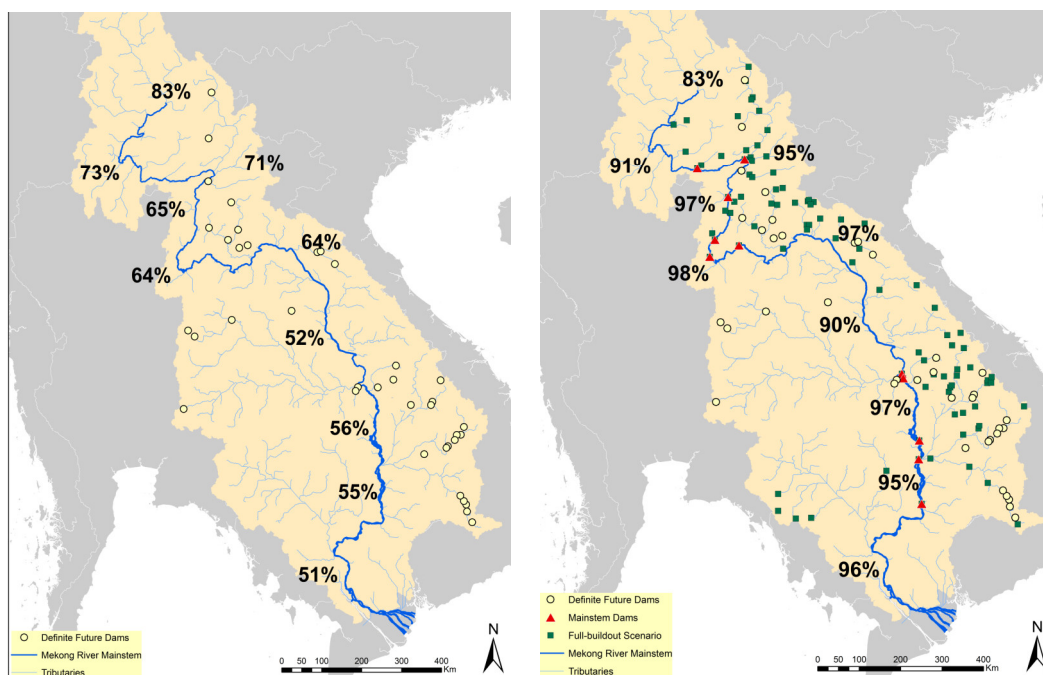 83%
73%
71%
65%
64%
64%
52%
56%
55%
51%
Definite Future Dams
Mekong River Mainstem
Tributaries
N
0 50 100 200 300 400
Km
83%
91%
95%
97%
97%
98%
90%
97%
95%
96%
Definite Future Dams
Mainstem Dams
Full-buildout Scenario
Mekong River Mainstem
Tributaries
N
0 50 100 200 300 400
Km